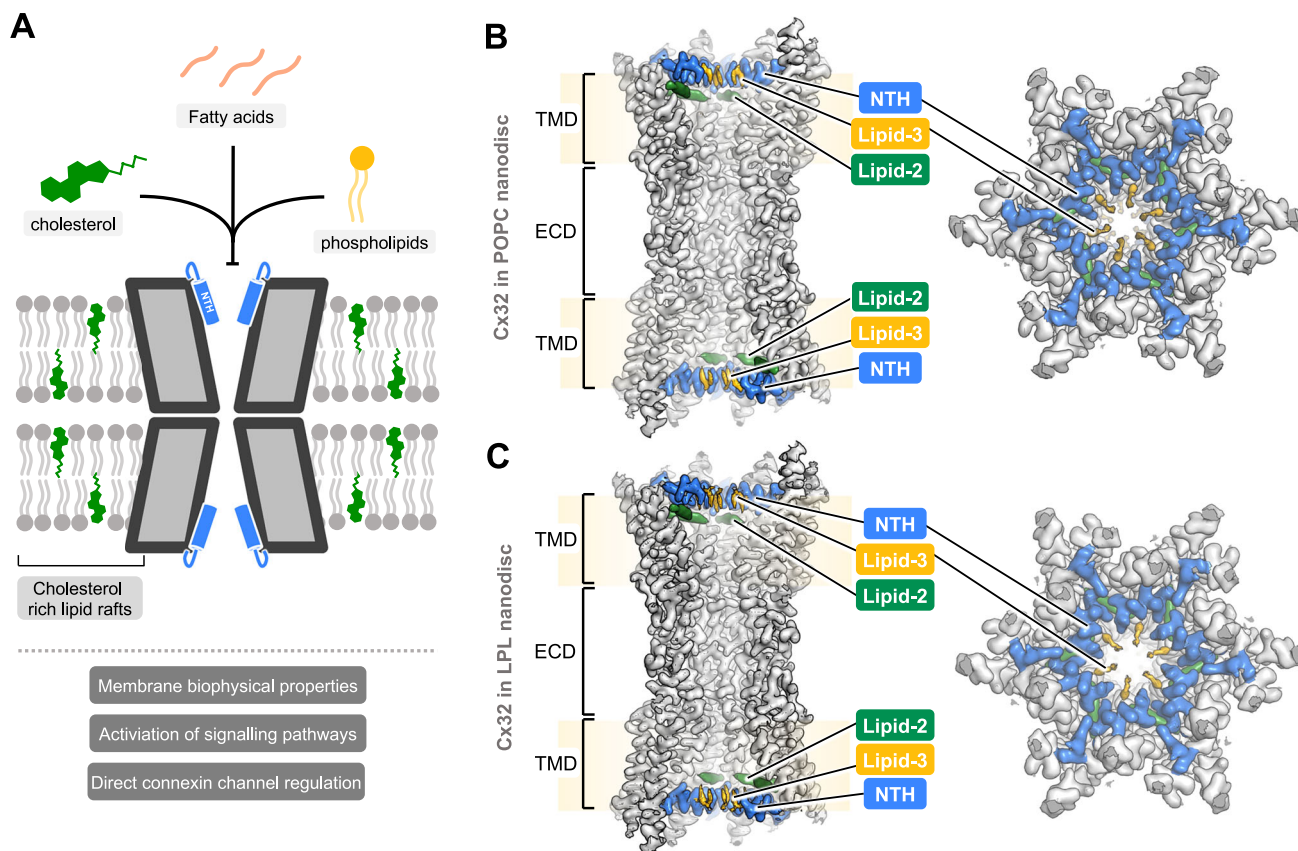 A
Fatty acids
cholesterol
phospholipids
NTH
Cholesterol
rich lipid rafts
Membrane biophysical properties
Activiation of signalling pathways
Direct connexin channel regulation
B
Cx32 in POPC nanodisc
TMD
ECD
TMD
NTH
Lipid-3
Lipid-2
Lipid-2
Lipid-3
NTH
C
Cx32 in LPL nanodisc
TMD
ECD
TMD
NTH
Lipid-3
Lipid-2
Lipid-2
Lipid-3
NTH